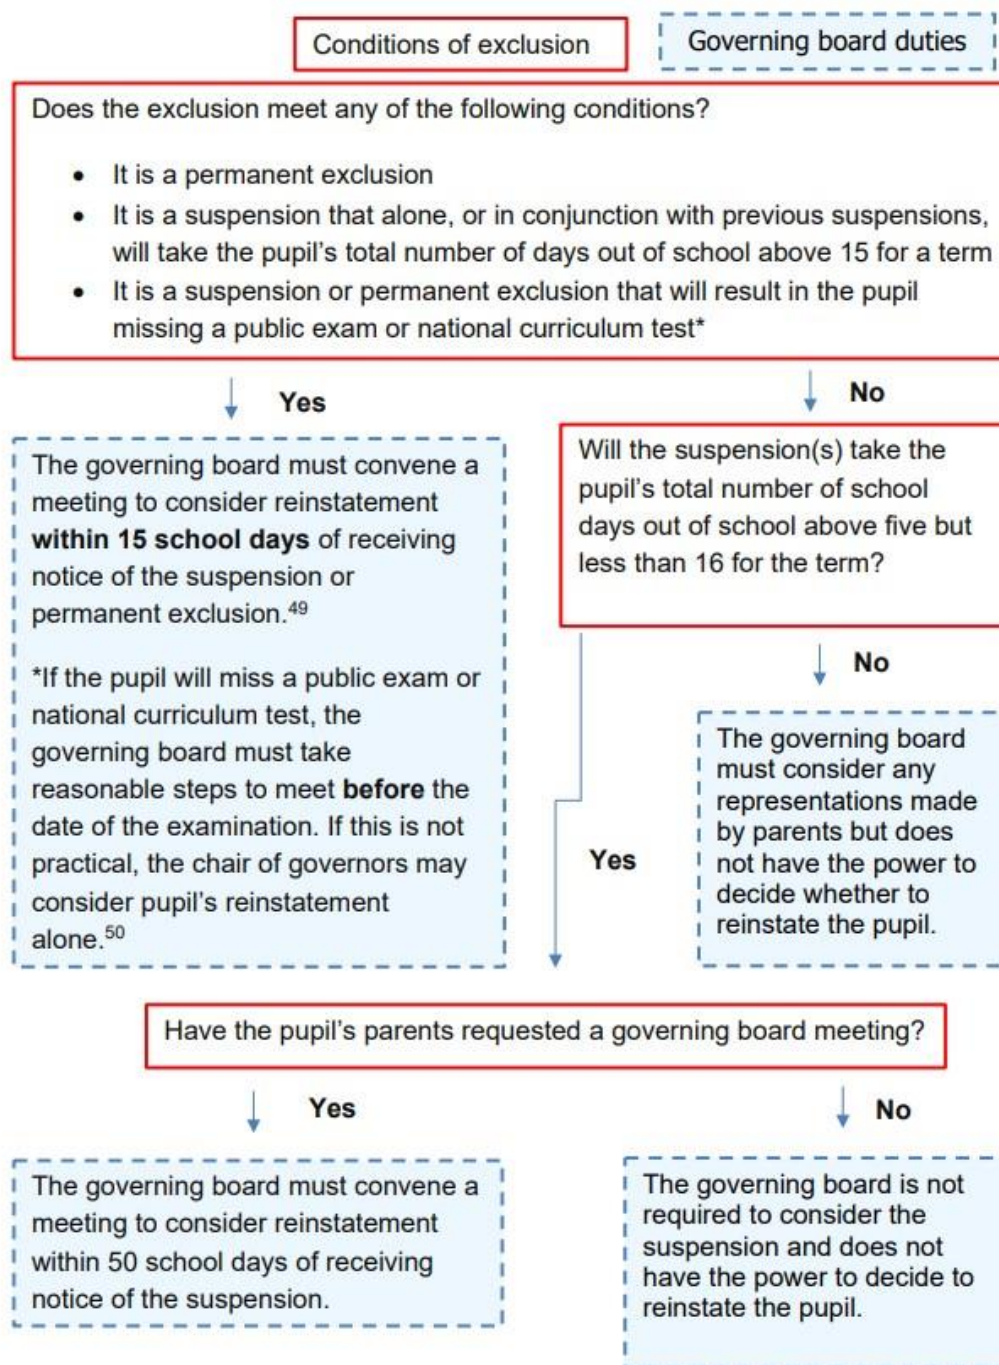 Conditions of exclusion
Governing board duties
Does the exclusion meet any of the following conditions?
• It is a permanent exclusion
• It is a suspension that alone, or in conjunction with previous suspensions,
will take the pupil's total number of days out of school above 15 for a term
• It is a suspension or permanent exclusion that will result in the pupil
missing a public exam or national curriculum test*
Yes
No
The governing board must convene a
meeting to consider reinstatement
within 15 school days of receiving
notice of the suspension or
permanent exclusion.49
*If the pupil will miss a public exam or
national curriculum test, the
governing board must take
reasonable steps to meet before the
date of the examination. If this is not
practical, the chair of governors may
consider pupil's reinstatement
alone.50
Will the suspension(s) take the
pupil's total number of school
days out of school above five but
less than 16 for the term?
No
The governing board
must consider any
representations made
by parents but does
not have the power to
decide whether to
reinstate the pupil.
Yes
Have the pupil's parents requested a governing board meeting?
Yes
No
The governing board must convene a
meeting to consider reinstatement
within 50 school days of receiving
notice of the suspension.
The governing board is not
required to consider the
suspension and does not
have the power to decide to
reinstate the pupil.